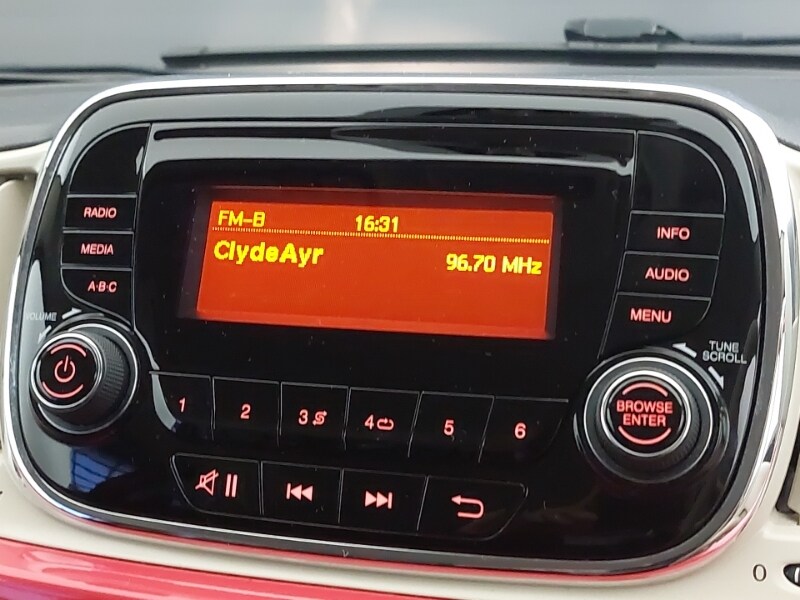 FM-B 16:31
ClydeAyr 96.70 MHz
RADIO
MEDIA
A·B·C
VOLUME
INFO
AUDIO
MENU
TUNE
SCROLL
BROWSE
ENTER
1 2 3 4 5 6
0